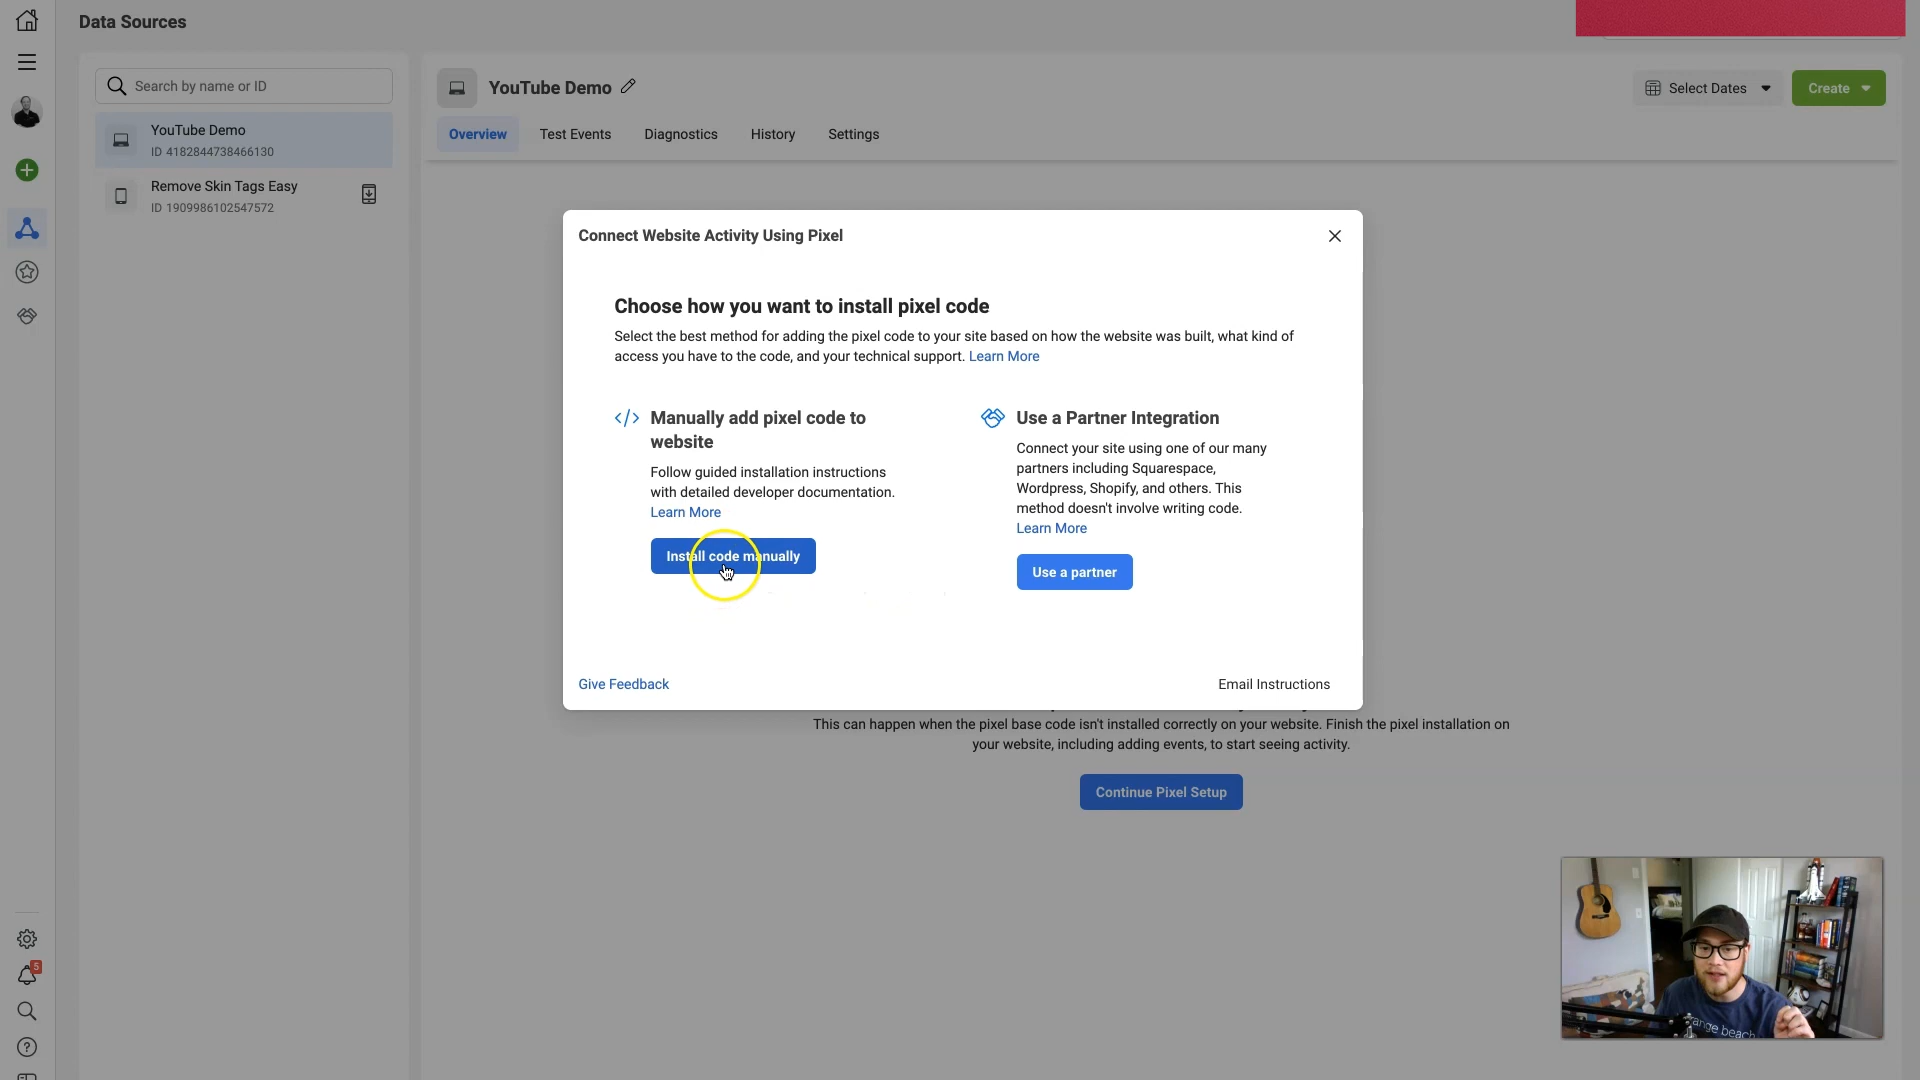 Data Sources
Search by name or ID
YouTube Demo
ID 4182844738466130
Remove Skin Tags Easy
ID 1909986102547572
YouTube Demo
Select Dates
Create
Overview
Test Events
Diagnostics
History
Settings
Connect Website Activity Using Pixel
Choose how you want to install pixel code
Select the best method for adding the pixel code to your site based on how the website was built, what kind of
access you have to the code, and your technical support. Learn More
Manually add pixel code to
website
Follow guided installation instructions
with detailed developer documentation.
Learn More
Install code manually
Use a Partner Integration
Connect your site using one of our many
partners including Squarespace,
Wordpress, Shopify, and others. This
method doesn't involve writing code.
Learn More
Use a partner
Give Feedback
Email Instructions
This can happen when the pixel base code isn't installed correctly on your website. Finish the pixel installation on
your website, including adding events, to start seeing activity.
Continue Pixel Setup
5
ange beach